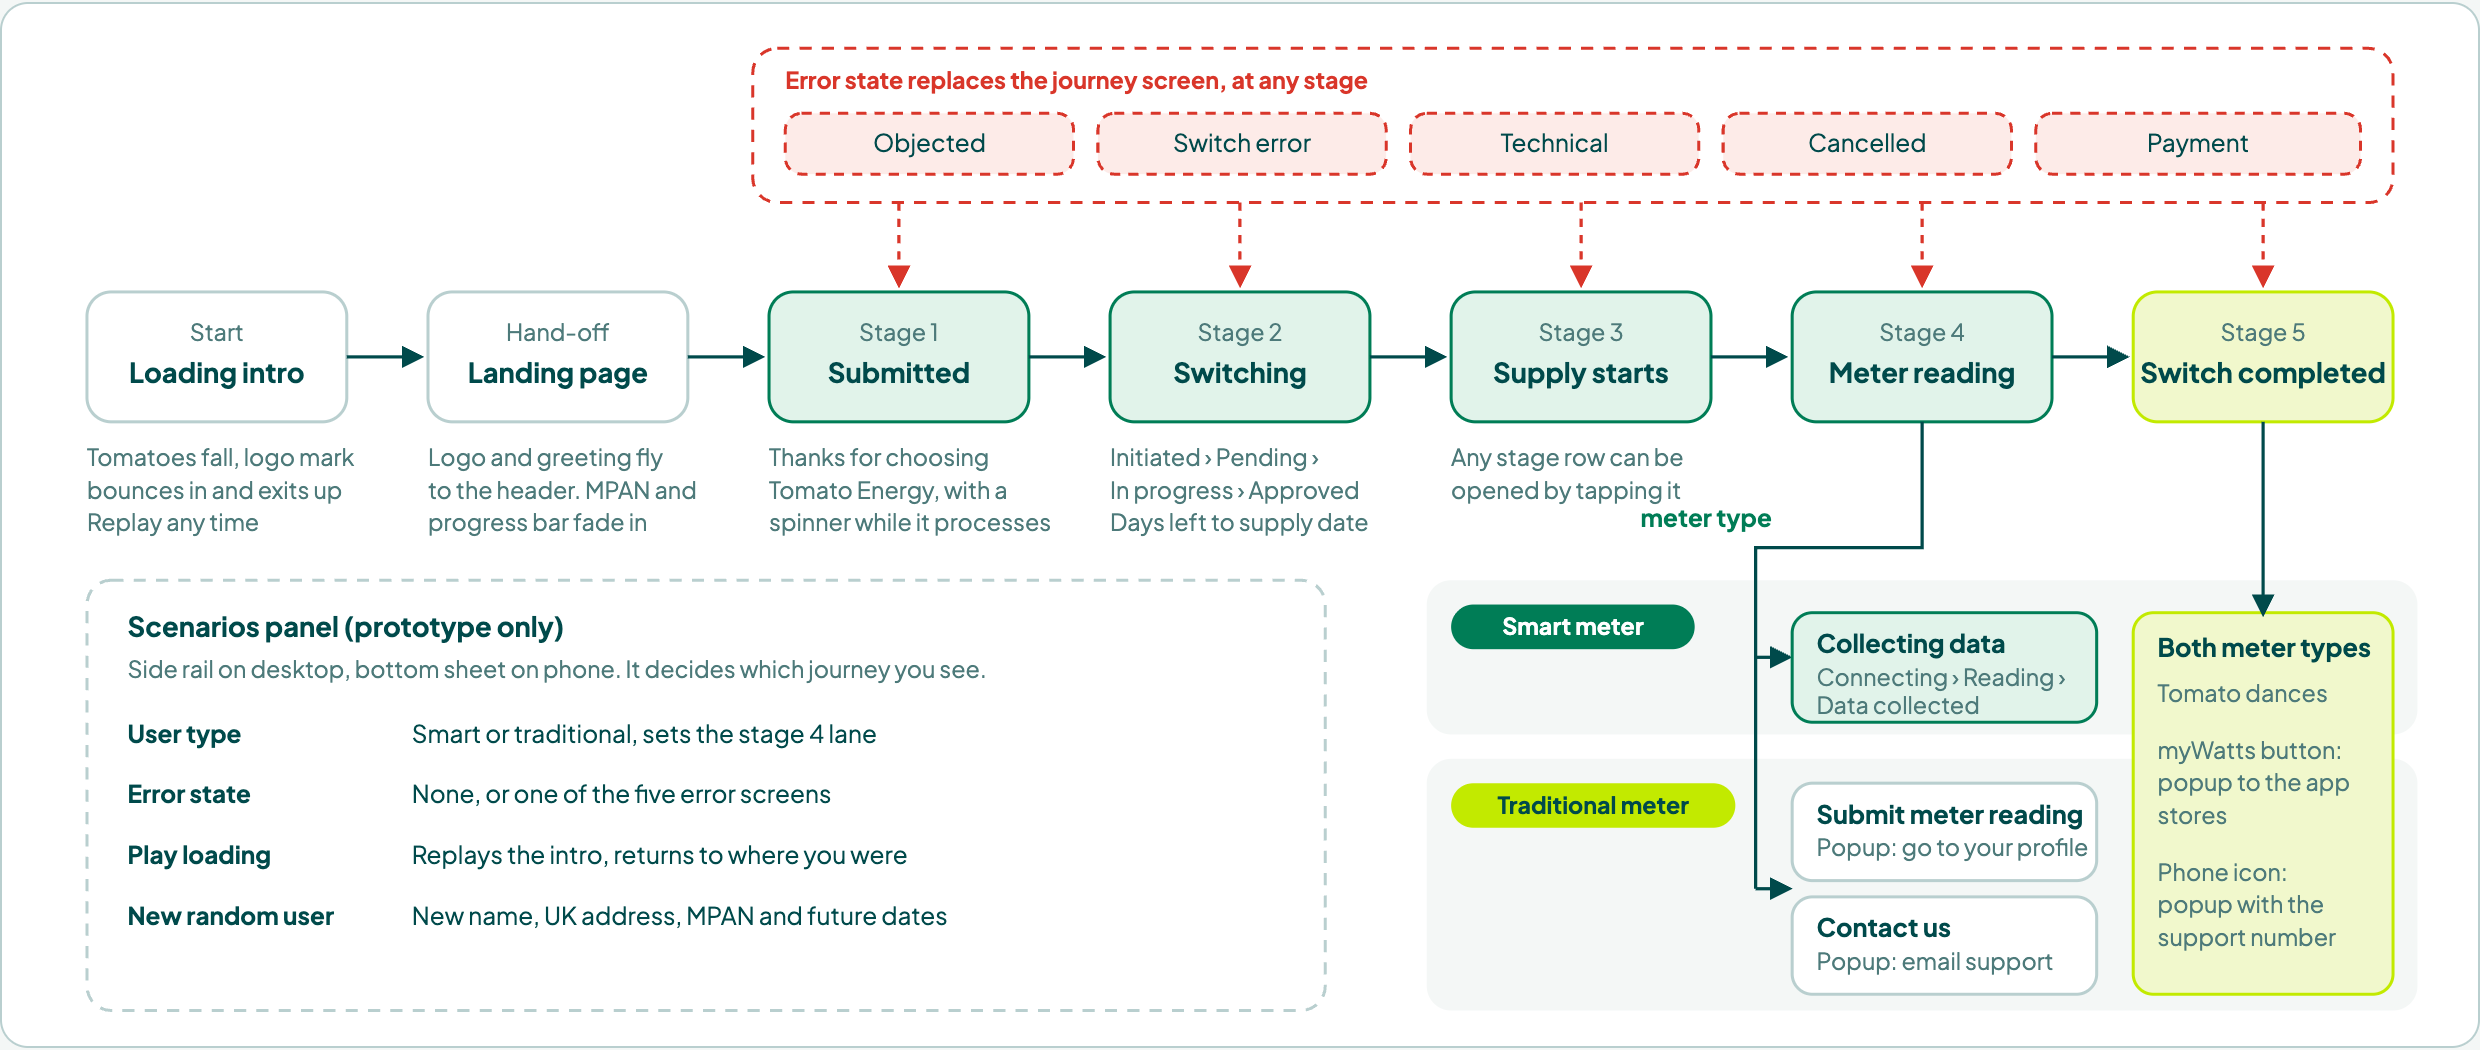 Error state replaces the journey screen, at any stage
Objected
Switch error
Technical
Cancelled
Payment
Start
Loading intro
Hand-off
Landing page
Stage 1
Submitted
Stage 2
Switching
Stage 3
Supply starts
Stage 4
Meter reading
Stage 5
Switch completed
Tomatoes fall, logo mark
bounces in and exits up
Replay any time
Logo and greeting fly
to the header. MPAN and
progress bar fade in
Thanks for choosing
Tomato Energy, with a
spinner while it processes
Initiated › Pending ›
In progress › Approved
Days left to supply date
Any stage row can be
opened by tapping it
meter type
Scenarios panel (prototype only)
Side rail on desktop, bottom sheet on phone. It decides which journey you see.
User type
Smart or traditional, sets the stage 4 lane
Error state
None, or one of the five error screens
Play loading
Replays the intro, returns to where you were
New random user
New name, UK address, MPAN and future dates
Smart meter
Collecting data
Connecting › Reading ›
Data collected
Traditional meter
Submit meter reading
Popup: go to your profile
Contact us
Popup: email support
Both meter types
Tomato dances
myWatts button:
popup to the app
stores
Phone icon:
popup with the
support number